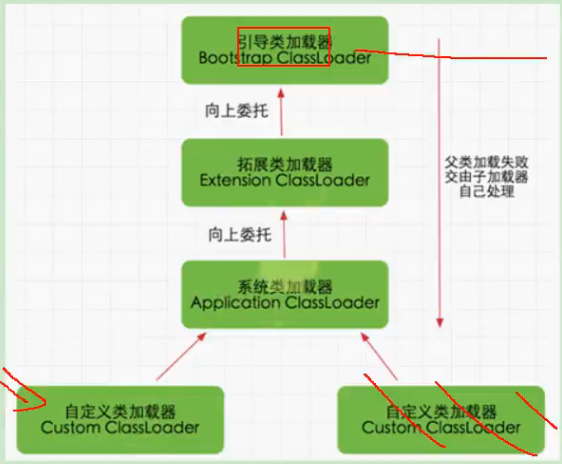 引导类加载器
Bootstrap ClassLoader
向上委托
拓展类加载器
Extension ClassLoader
父类加载失败
交由子加载器
自己处理
向上委托
系统类加载器
Application ClassLoader
自定义类加载器
Custom ClassLoader
自定义类加载器
Custom ClassLoader